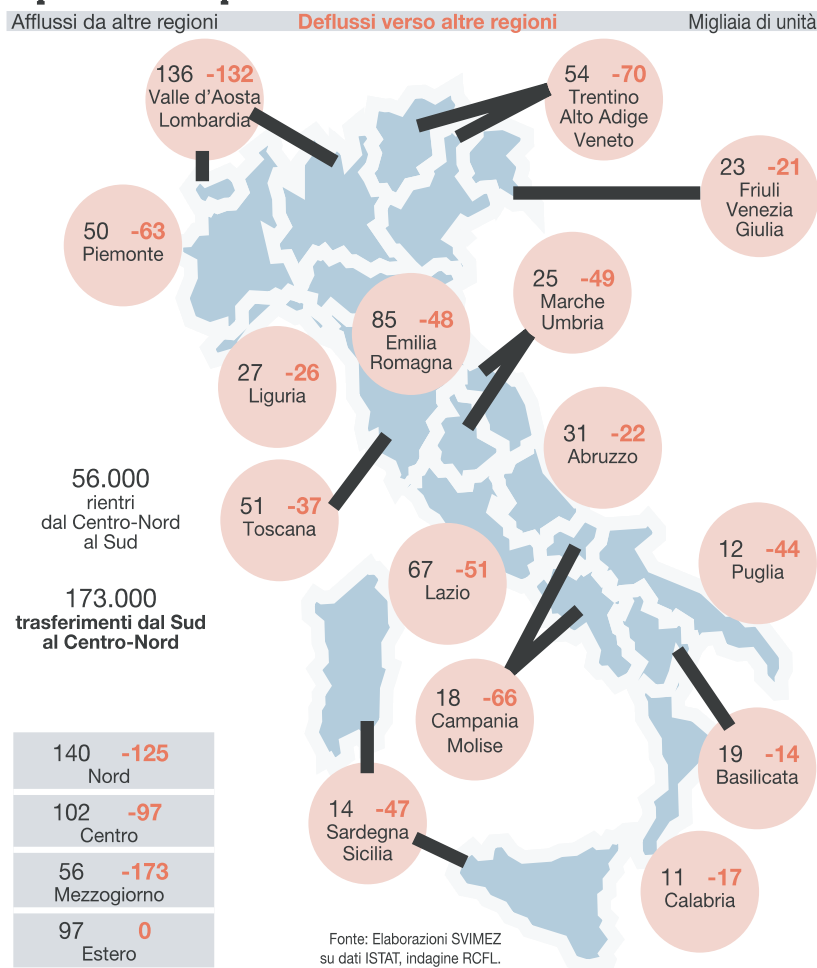 Afflussi da altre regioni Deflussi verso altre regioni Migliaia di unità
136 -132
Valle d'Aosta
Lombardia
54 -70
Trentino
Alto Adige
Veneto
23 -21
Friuli
Venezia
Giulia
50 -63
Piemonte
25 -49
Marche
Umbria
85 -48
Emilia
Romagna
27 -26
Liguria
31 -22
Abruzzo
51 -37
Toscana
56.000
rientri
dal Centro-Nord
al Sud
173.000
trasferimenti dal Sud
al Centro-Nord
67 -51
Lazio
12 -44
Puglia
18 -66
Campania
Molise
19 -14
Basilicata
14 -47
Sardegna
Sicilia
11 -17
Calabria
140 -125
Nord
102 -97
Centro
56 -173
Mezzogiorno
97 0
Estero
Fonte: Elaborazioni SVIMEZ
su dati ISTAT, indagine RCFL.